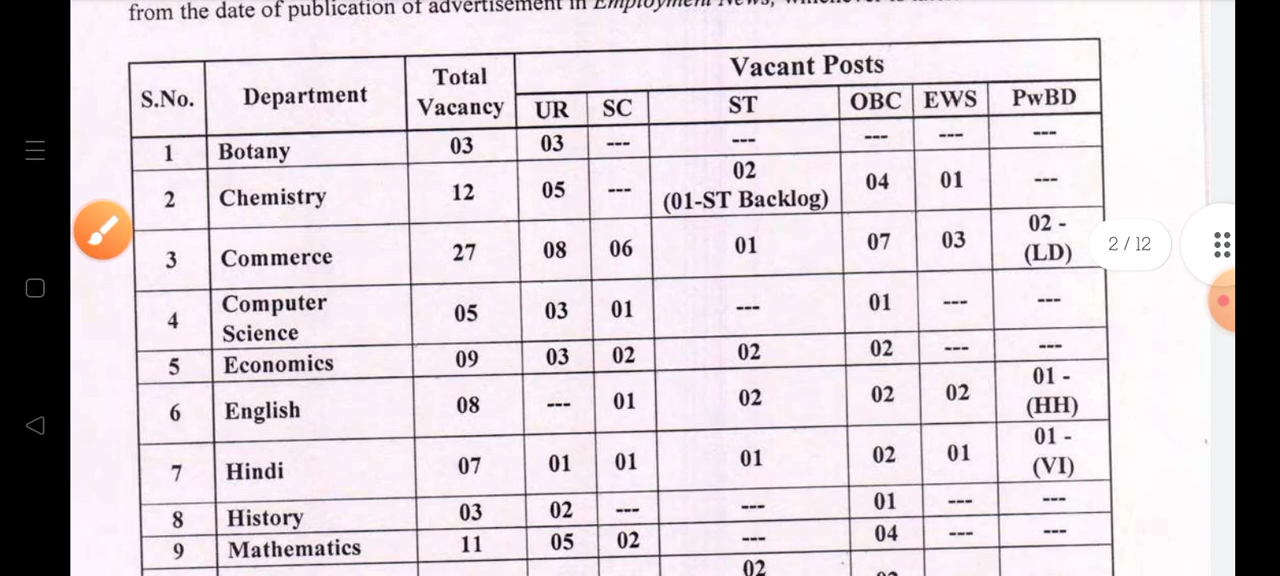 from the date of publication of advertisement in Employment News, whichever is
S.No. Department Total Vacancy Vacant Posts
UR SC ST OBC EWS PwBD
1 Botany 03 03 --- --- --- --- ---
2 Chemistry 12 05 --- 02 (01-ST Backlog) 04 01 ---
3 Commerce 27 08 06 01 07 03 02 - (LD)
4 Computer Science 05 03 01 --- 01 --- ---
5 Economics 09 03 02 02 02 --- ---
6 English 08 --- 01 02 02 02 01 - (HH)
7 Hindi 07 01 01 01 02 01 01 - (VI)
8 History 03 02 --- --- 01 --- ---
9 Mathematics 11 05 02 --- 04 --- ---
02
2 / 12